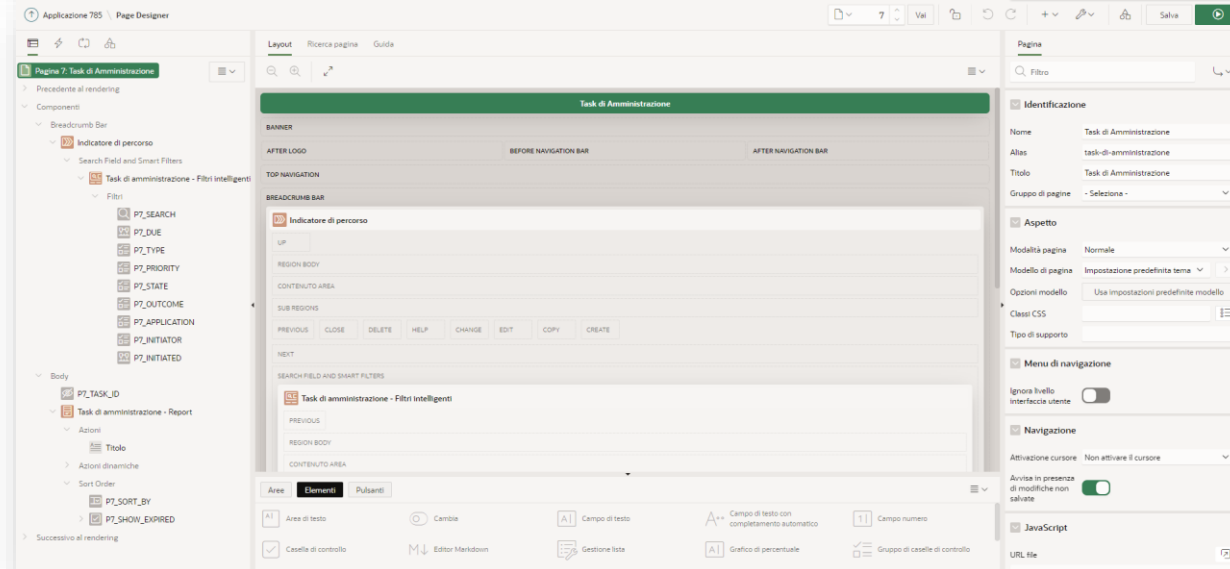 Applicazione 785 \ Page Designer
7
Vai
Salva
Pagina 7: Task di Amministrazione
Precedente al rendering
Componenti
Breadcrumb Bar
Indicatore di percorso
Search Field and Smart Filters
Task di amministrazione - Filtri intelligenti
Filtri
P7_SEARCH
P7_DUE
P7_TYPE
P7_PRIORITY
P7_STATE
P7_OUTCOME
P7_APPLICATION
P7_INITIATOR
P7_INITIATED
Body
P7_TASK_ID
Task di amministrazione - Report
Azioni
Titolo
Azioni dinamiche
Sort Order
P7_SORT_BY
P7_SHOW_EXPIRED
Successivo al rendering
Layout Ricerca pagina Guida
Task di Amministrazione
BANNER
AFTER LOGO BEFORE NAVIGATION BAR AFTER NAVIGATION BAR
TOP NAVIGATION
BREADCRUMB BAR
Indicatore di percorso
UP
REGION BODY
CONTENUTO AREA
SUB REGIONS
PREVIOUS CLOSE DELETE HELP CHANGE EDIT COPY CREATE
NEXT
SEARCH FIELD AND SMART FILTERS
Task di amministrazione - Filtri intelligenti
PREVIOUS
REGION BODY
CONTENUTO AREA
Aree Elementi Pulsanti
Area di testo
Cambia
Campo di testo
Campo di testo con
completamento automatico
Campo numero
Casella di controllo
Editor Markdown
Gestione lista
Grafico di percentuale
Gruppo di caselle di controllo
Pagina
Filtro
Identificazione
Nome Task di Amministrazione
Alias task-di-amministrazione
Titolo Task di Amministrazione
Gruppo di pagine - Seleziona -
Aspetto
Modalità pagina Normale
Modello di pagina Impostazione predefinita tema
Opzioni modello Usa impostazioni predefinite modello
Classi CSS
Tipo di supporto
Menu di navigazione
Ignora livello
interfaccia utente
Navigazione
Attivazione cursore Non attivare il cursore
Avvisa in presenza
di modifiche non
salvate
JavaScript
URL file